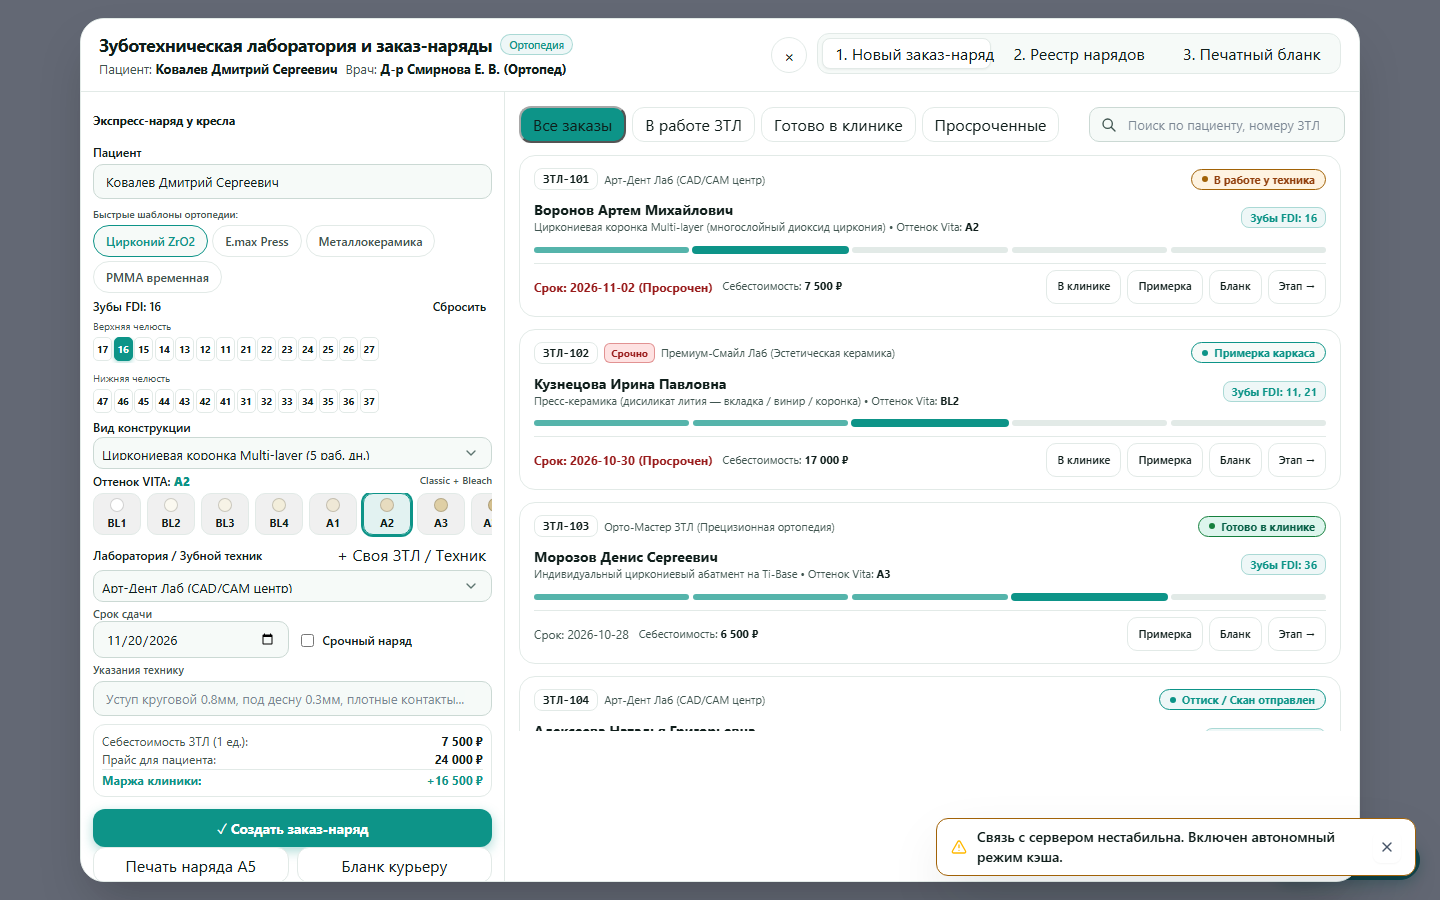 Зуботехническая лаборатория и заказ-наряды Ортопедия
Пациент: Ковалев Дмитрий Сергеевич Врач: Д-р Смирнова Е. В. (Ортопед)
×
1. Новый заказ-наряд 2. Реестр нарядов 3. Печатный бланк
Экспресс-наряд у кресла
Пациент
Ковалев Дмитрий Сергеевич
Быстрые шаблоны ортопедии:
Цирконий ZrO2 E.max Press Металлокерамика
PMMA временная
Зубы FDI: 16 Сбросить
Верхняя челюсть
17 16 15 14 13 12 11 21 22 23 24 25 26 27
Нижняя челюсть
47 46 45 44 43 42 41 31 32 33 34 35 36 37
Вид конструкции
Циркониевая коронка Multi-layer (5 раб. дн.)
Оттенок VITA: A2 Classic + Bleach
BL1 BL2 BL3 BL4 A1 A2 A3
Лаборатория / Зубной техник + Своя ЗТЛ / Техник
Арт-Дент Лаб (CAD/CAM центр)
Срок сдачи
11/20/2026 Срочный наряд
Указания технику
Уступ круговой 0.8мм, под десну 0.3мм, плотные контакты...
Себестоимость ЗТЛ (1 ед.): 7 500 ₽
Прайс для пациента: 24 000 ₽
Маржа клиники: +16 500 ₽
✓ Создать заказ-наряд
Печать наряда А5 Бланк курьеру
Все заказы В работе ЗТЛ Готово в клинике Просроченные Поиск по пациенту, номеру ЗТЛ
ЗТЛ-101 Арт-Дент Лаб (CAD/CAM центр) В работе у техника
Воронов Артем Михайлович
Зубы FDI: 16
Циркониевая коронка Multi-layer (многослойный диоксид циркония) • Оттенок Vita: A2
Срок: 2026-11-02 (Просрочен) Себестоимость: 7 500 ₽ В клинике Примерка Бланк Этап →
ЗТЛ-102 Срочно Премиум-Смайл Лаб (Эстетическая керамика) Примерка каркаса
Кузнецова Ирина Павловна
Зубы FDI: 11, 21
Пресс-керамика (дисиликат лития — вкладка / винир / коронка) • Оттенок Vita: BL2
Срок: 2026-10-30 (Просрочен) Себестоимость: 17 000 ₽ В клинике Примерка Бланк Этап →
ЗТЛ-103 Орто-Мастер ЗТЛ (Прецизионная ортопедия) Готово в клинике
Морозов Денис Сергеевич
Зубы FDI: 36
Индивидуальный циркониевый абатмент на Ti-Base • Оттенок Vita: A3
Срок: 2026-10-28 Себестоимость: 6 500 ₽ Примерка Бланк Этап →
ЗТЛ-104 Арт-Дент Лаб (CAD/CAM центр) Оттиск / Скан отправлен
Алексеева Наталья Григорьевна
Связь с сервером нестабильна. Включен автономный
режим кэша.